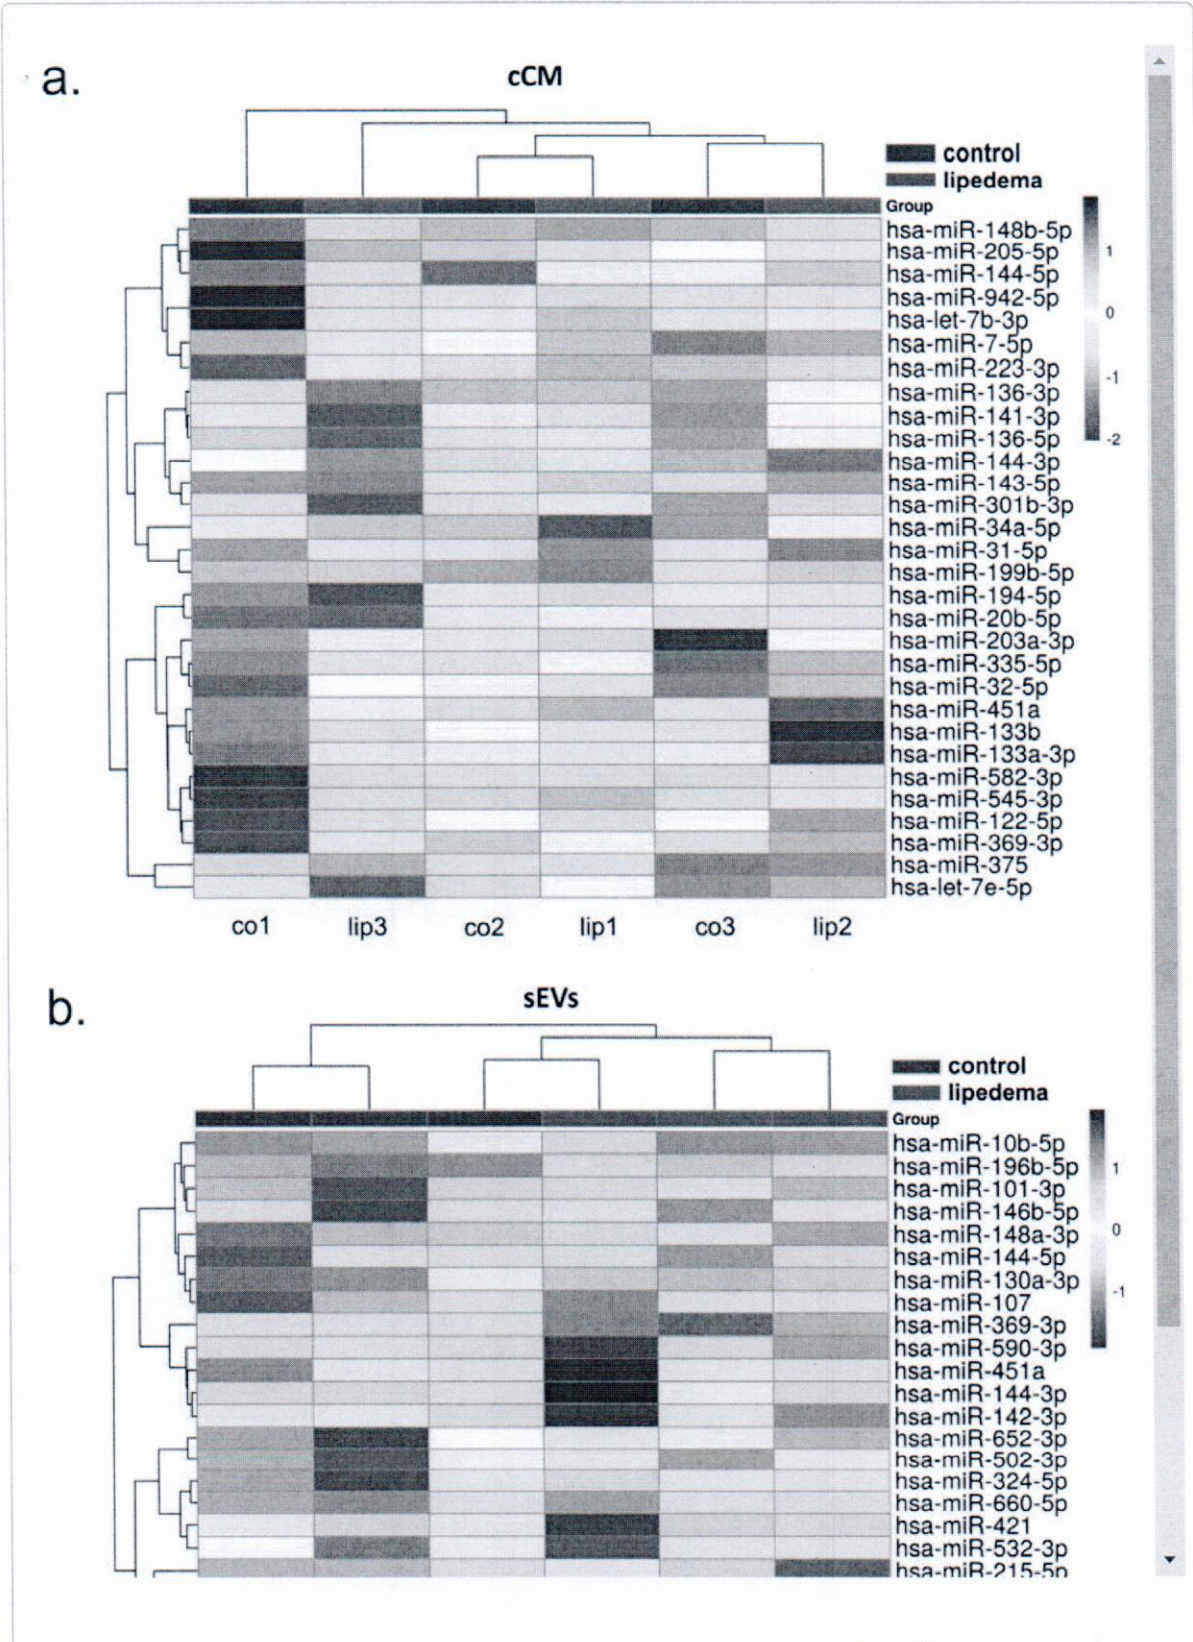 a.
cCM
control
lipedema
Group
1
0
-1
-2
hsa-miR-148b-5p
hsa-miR-205-5p
hsa-miR-144-5p
hsa-miR-942-5p
hsa-let-7b-3p
hsa-miR-7-5p
hsa-miR-223-3p
hsa-miR-136-3p
hsa-miR-141-3p
hsa-miR-136-5p
hsa-miR-144-3p
hsa-miR-143-5p
hsa-miR-301b-3p
hsa-miR-34a-5p
hsa-miR-31-5p
hsa-miR-199b-5p
hsa-miR-194-5p
hsa-miR-20b-5p
hsa-miR-203a-3p
hsa-miR-335-5p
hsa-miR-32-5p
hsa-miR-451a
hsa-miR-133b
hsa-miR-133a-3p
hsa-miR-582-3p
hsa-miR-545-3p
hsa-miR-122-5p
hsa-miR-369-3p
hsa-miR-375
hsa-let-7e-5p
co1 lip3 co2 lip1 co3 lip2
b.
sEVs
control
lipedema
Group
1
0
-1
hsa-miR-10b-5p
hsa-miR-196b-5p
hsa-miR-101-3p
hsa-miR-146b-5p
hsa-miR-148a-3p
hsa-miR-144-5p
hsa-miR-130a-3p
hsa-miR-107
hsa-miR-369-3p
hsa-miR-590-3p
hsa-miR-451a
hsa-miR-144-3p
hsa-miR-142-3p
hsa-miR-652-3p
hsa-miR-502-3p
hsa-miR-324-5p
hsa-miR-660-5p
hsa-miR-421
hsa-miR-532-3p
hsa-miR-215-5p